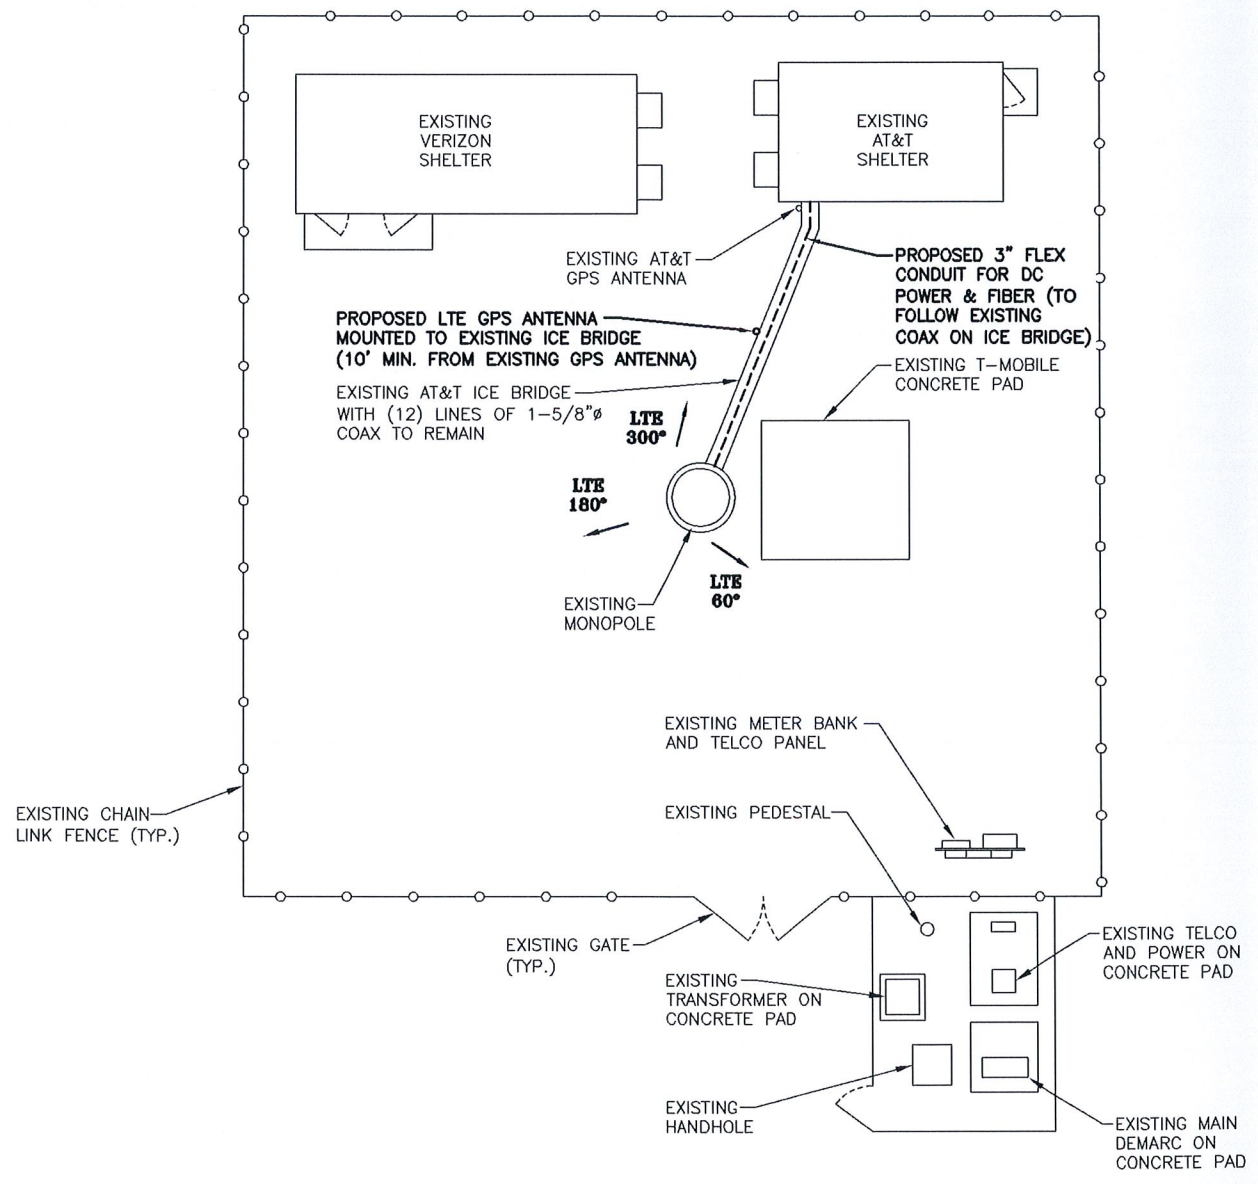 EXISTING
VERIZON
SHELTER
EXISTING
AT&T
SHELTER
EXISTING AT&T
GPS ANTENNA
PROPOSED 3" FLEX
CONDUIT FOR DC
POWER & FIBER (TO
FOLLOW EXISTING
COAX ON ICE BRIDGE)
PROPOSED LTE GPS ANTENNA
MOUNTED TO EXISTING ICE BRIDGE
(10' MIN. FROM EXISTING GPS ANTENNA)
EXISTING T-MOBILE
CONCRETE PAD
EXISTING AT&T ICE BRIDGE
WITH (12) LINES OF 1-5/8"ø
COAX TO REMAIN
LTE
300°
LTE
180°
LTE
60°
EXISTING
MONOPOLE
EXISTING METER BANK
AND TELCO PANEL
EXISTING CHAIN
LINK FENCE (TYP.)
EXISTING PEDESTAL
EXISTING GATE
(TYP.)
EXISTING TELCO
AND POWER ON
CONCRETE PAD
EXISTING
TRANSFORMER ON
CONCRETE PAD
EXISTING
HANDHOLE
EXISTING MAIN
DEMARC ON
CONCRETE PAD